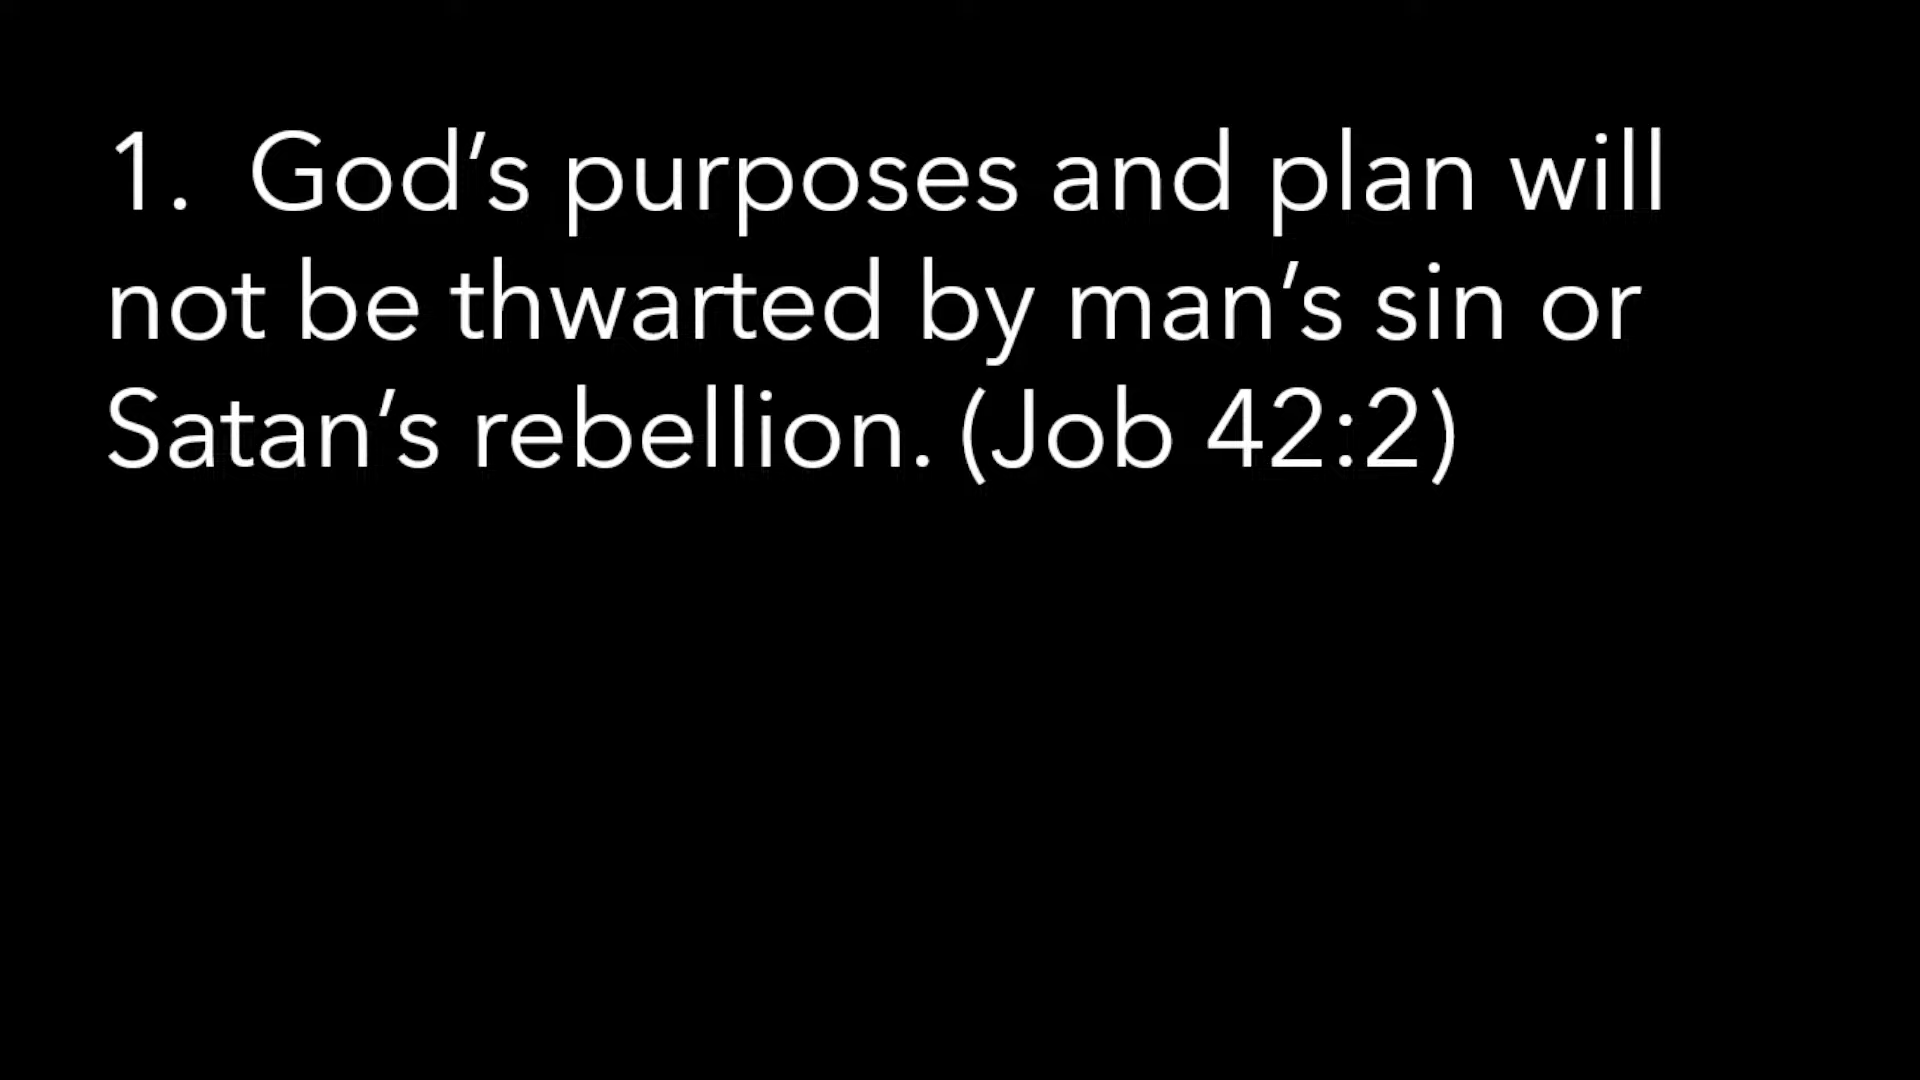 1.  God’s purposes and plan will
not be thwarted by man’s sin or
Satan’s rebellion. (Job 42:2)